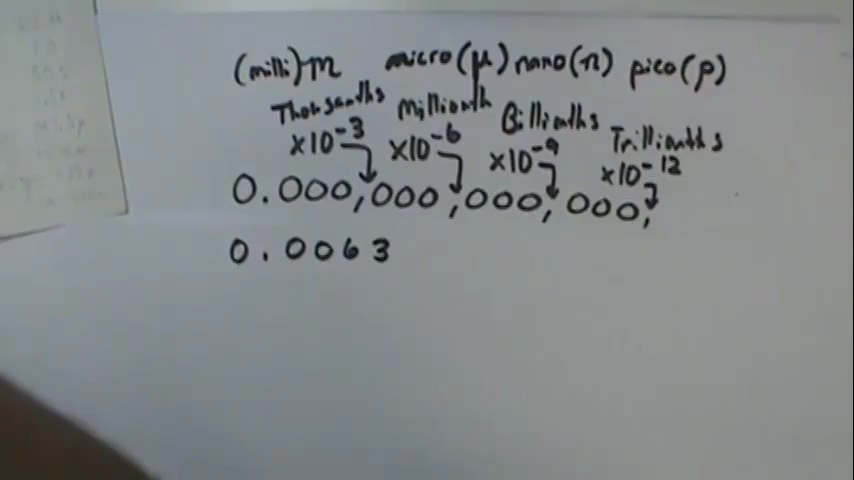 (milli) m micro(μ) nano(n) pico(p)
Thousanths Millionth Billionths Trillionths
×10⁻³ ×10⁻⁶ ×10⁻⁹ ×10⁻¹²
0.000,000,000,000,
0.0063